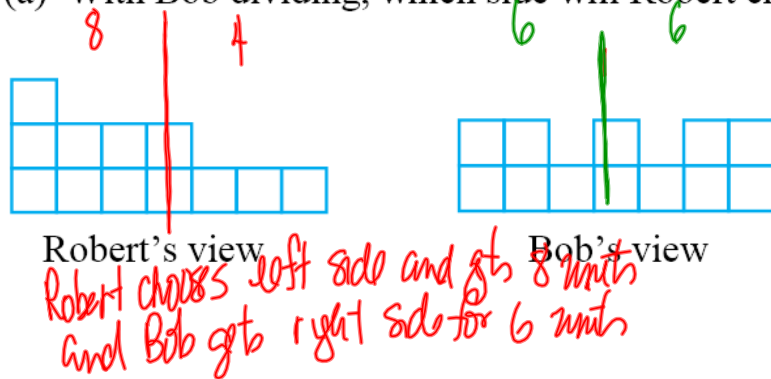 (a) With Bob dividing, which side will Robert c
8 4 6 6
Robert's view Bob's view
Robert chooses left side and gets 8 units
and Bob gets right side for 6 units